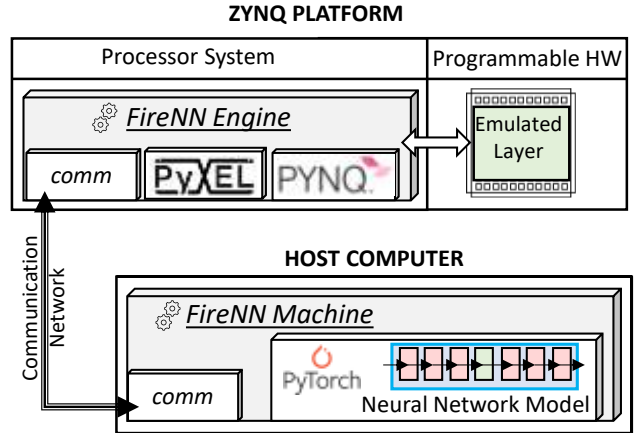 ZYNQ PLATFORM
Processor System
Programmable HW
FireNN Engine
comm
PyXEL
PYNQ
Emulated
Layer
Communication
Network
HOST COMPUTER
FireNN Machine
comm
PyTorch
Neural Network Model